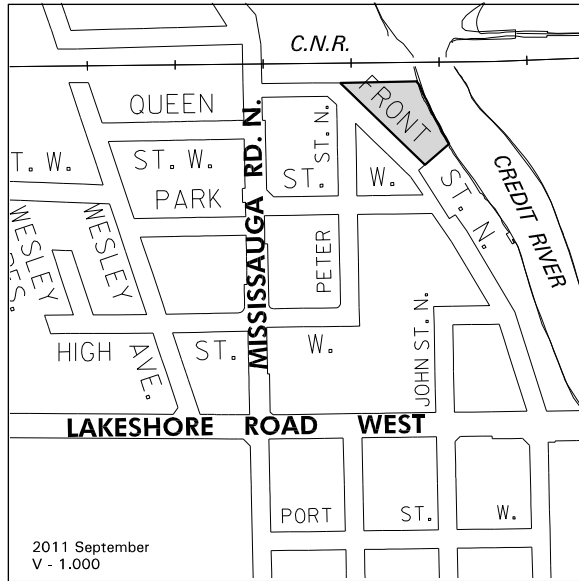 C.N.R.
QUEEN
ST. W.
T. W.
FRONT
ST. N.
CREDIT RIVER
MISSISSAUGA RD. N.
PARK
ST.
W.
ST. N.
PETER
WESLEY
WESLEY
ES.
AVE.
HIGH
ST.
W.
JOHN ST. N.
LAKESHORE ROAD WEST
PORT
ST.
W.
2011 September
V - 1.000